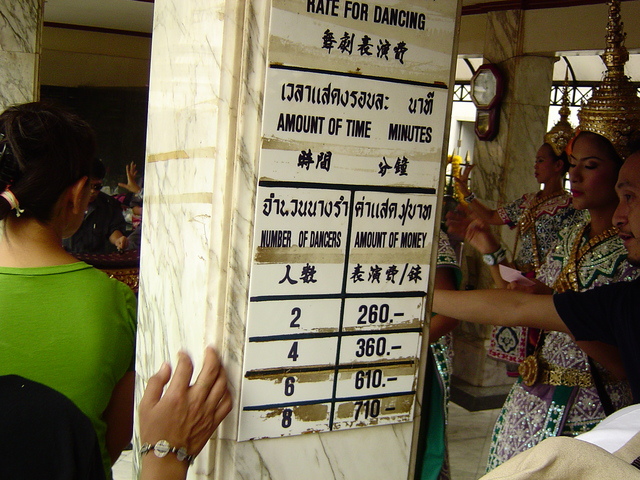 RATE FOR DANCING
舞劇表演費
เวลาแสดงรอบละ นาที
AMOUNT OF TIME MINUTES
時間 分鐘
จำนวนนางรำ ค่าแสดง/บาท
NUMBER OF DANCERS AMOUNT OF MONEY
人數 表演費/銖
2 260.-
4 360.-
6 610.-
8 710.-